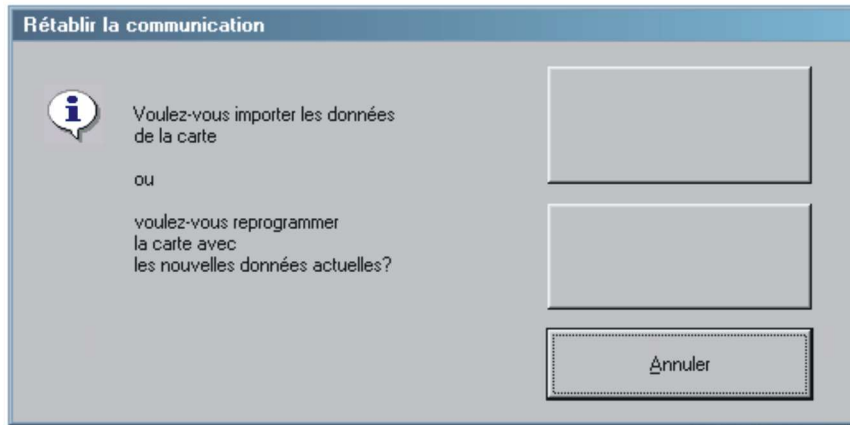 Rétablir la communication
Voulez-vous importer les données
de la carte
ou
voulez-vous reprogrammer
la carte avec
les nouvelles données actuelles?
Annuler